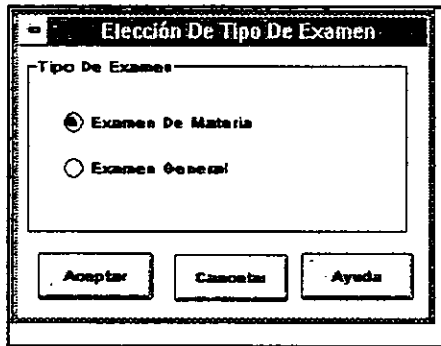 Elección De Tipo De Examen
Tipo De Examen
Examen De Materia
Examen General
Aceptar Cancelar Ayuda